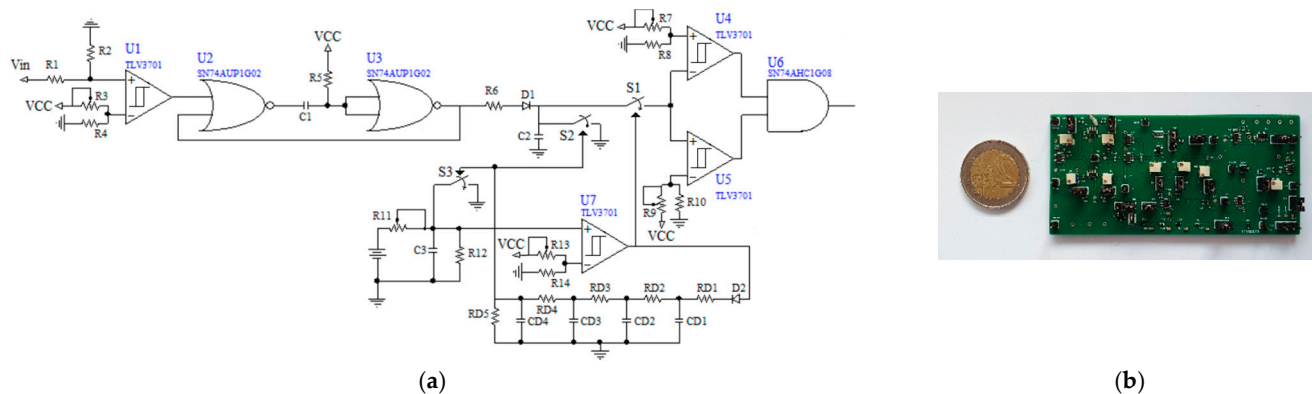 U1
TLV3701
Vin
R1
R2
VCC
R3
R4
U2
SN74AUP1G02
C1
VCC
R5
U3
SN74AUP1G02
R6
D1
C2
S2
S1
VCC
R7
R8
U4
TLV3701
U6
SN74AHC1G08
U5
TLV3701
R9
R10
VCC
S3
R11
C3
R12
U7
TLV3701
VCC
R13
R14
RD5
RD4
RD3
RD2
RD1
D2
CD4
CD3
CD2
CD1
(a)
(b)